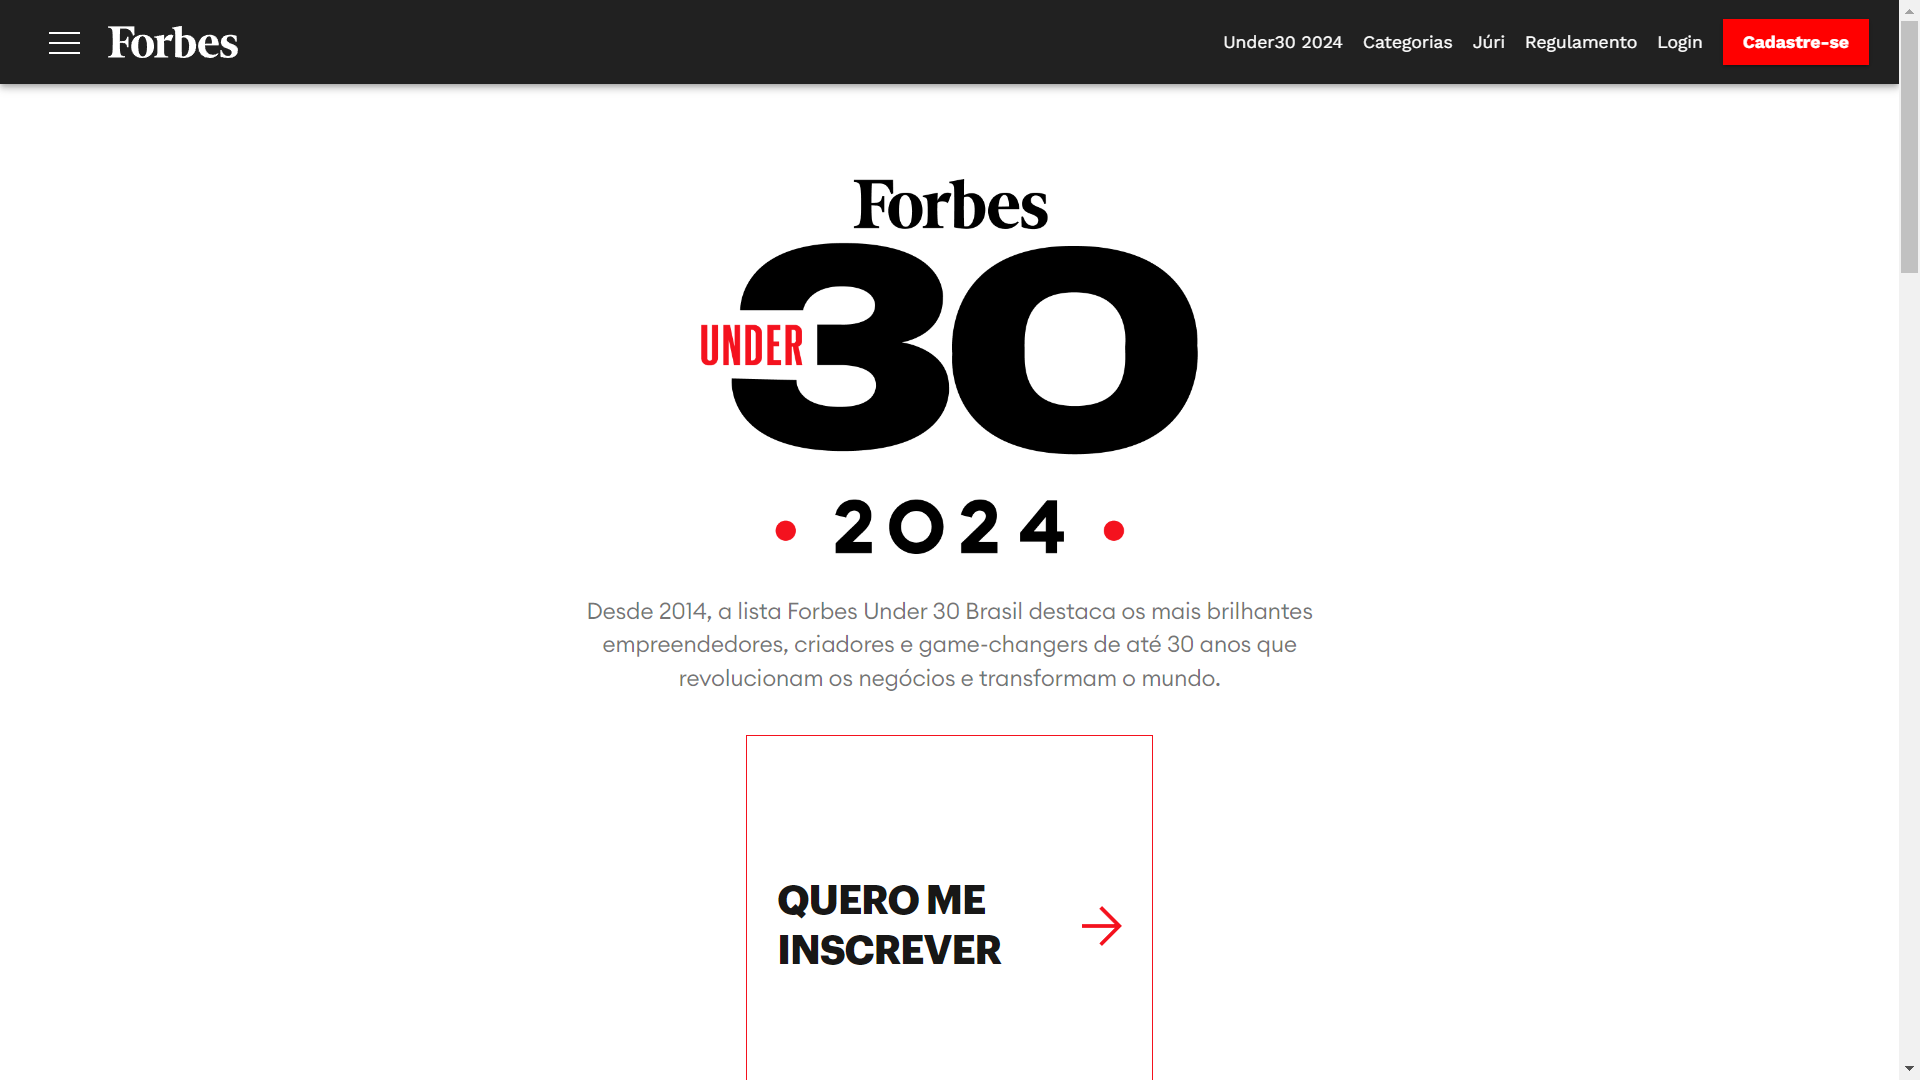 Forbes
Under30 2024
Categorias
Júri
Regulamento
Login
Cadastre-se
Forbes
UNDER
30
2024
Desde 2014, a lista Forbes Under 30 Brasil destaca os mais brilhantes
empreendedores, criadores e game-changers de até 30 anos que
revolucionam os negócios e transformam o mundo.
QUERO ME
INSCREVER